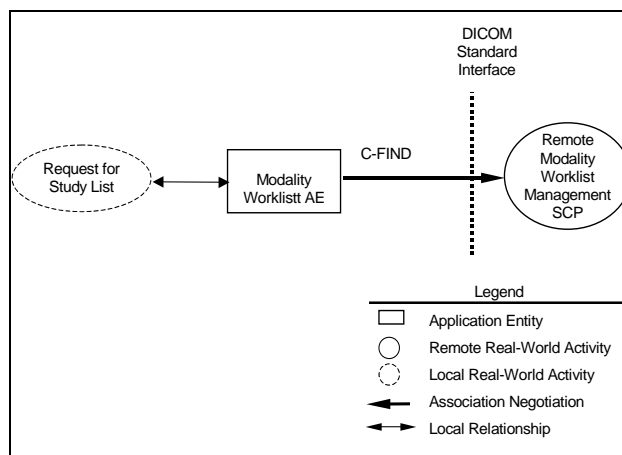 DICOM
Standard
Interface
Request for
Study List
Modality
Worklistt AE
C-FIND
Remote
Modality
Worklist
Management
SCP
Legend
Application Entity
Remote Real-World Activity
Local Real-World Activity
Association Negotiation
Local Relationship